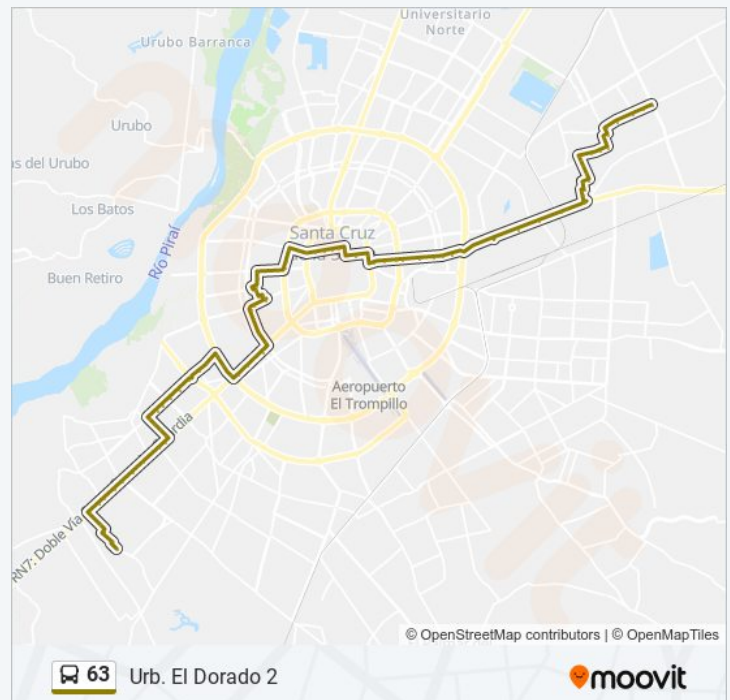 Universitario
Norte
Urubo Barranca
Urubo
as del Urubo
Los Batos
Santa Cruz
Río Piraí
Buen Retiro
Aeropuerto
El Trompillo
RN7: Doble Vía
rdia
© OpenStreetMap contributors | © OpenMapTiles
63 Urb. El Dorado 2
moovit